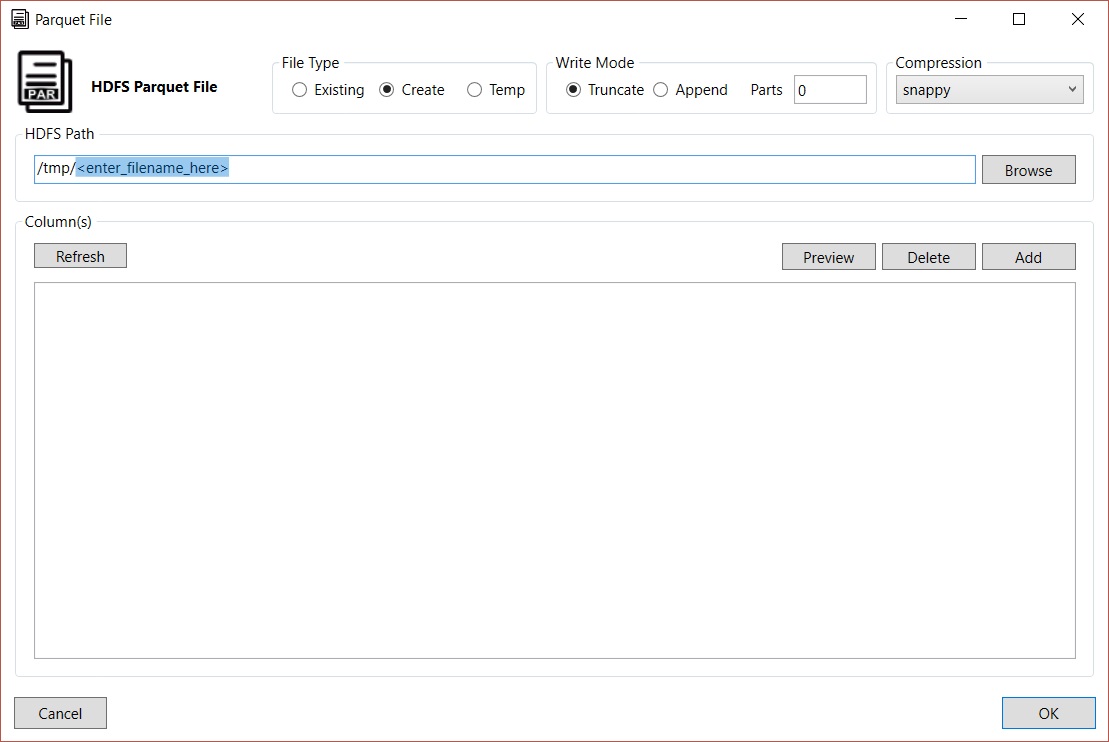 Parquet File
PAR
HDFS Parquet File
File Type
Existing Create Temp
Write Mode
Truncate Append Parts 0
Compression
snappy
HDFS Path
/tmp/<enter_filename_here>
Browse
Column(s)
Refresh Preview Delete Add
Cancel OK